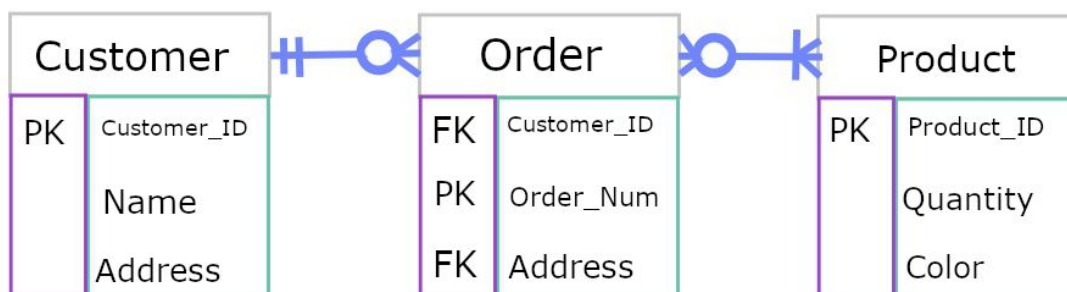 Customer
PK Customer_ID
Name
Address
Order
FK Customer_ID
PK Order_Num
FK Address
Product
PK Product_ID
Quantity
Color